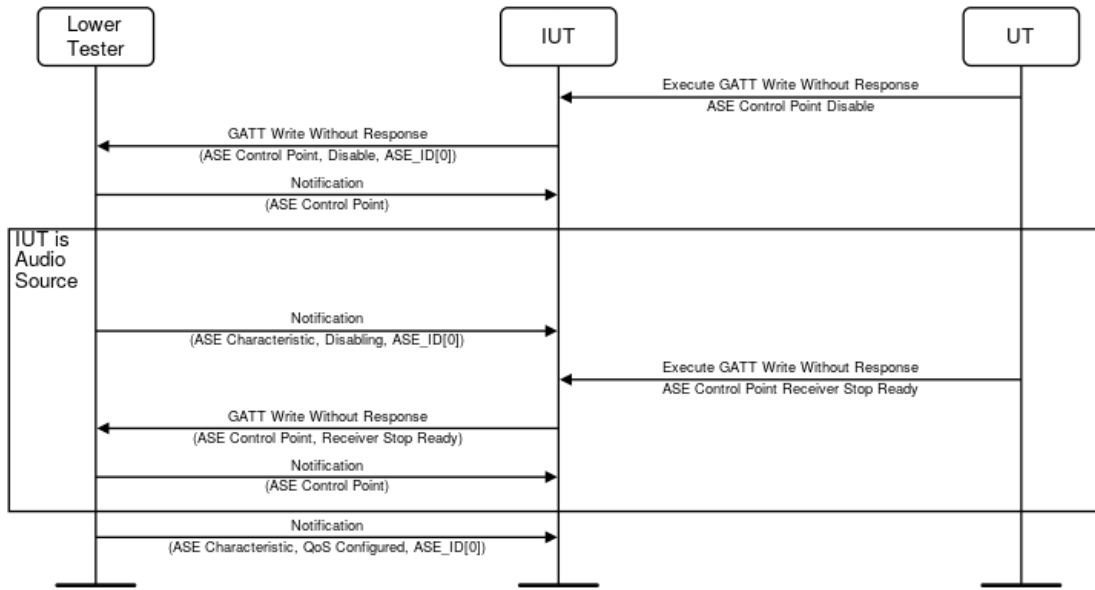 Lower
Tester
IUT
UT
Execute GATT Write Without Response
ASE Control Point Disable
GATT Write Without Response
(ASE Control Point, Disable, ASE_ID[0])
Notification
(ASE Control Point)
IUT is
Audio
Source
Notification
(ASE Characteristic, Disabling, ASE_ID[0])
Execute GATT Write Without Response
ASE Control Point Receiver Stop Ready
GATT Write Without Response
(ASE Control Point, Receiver Stop Ready)
Notification
(ASE Control Point)
Notification
(ASE Characteristic, QoS Configured, ASE_ID[0])